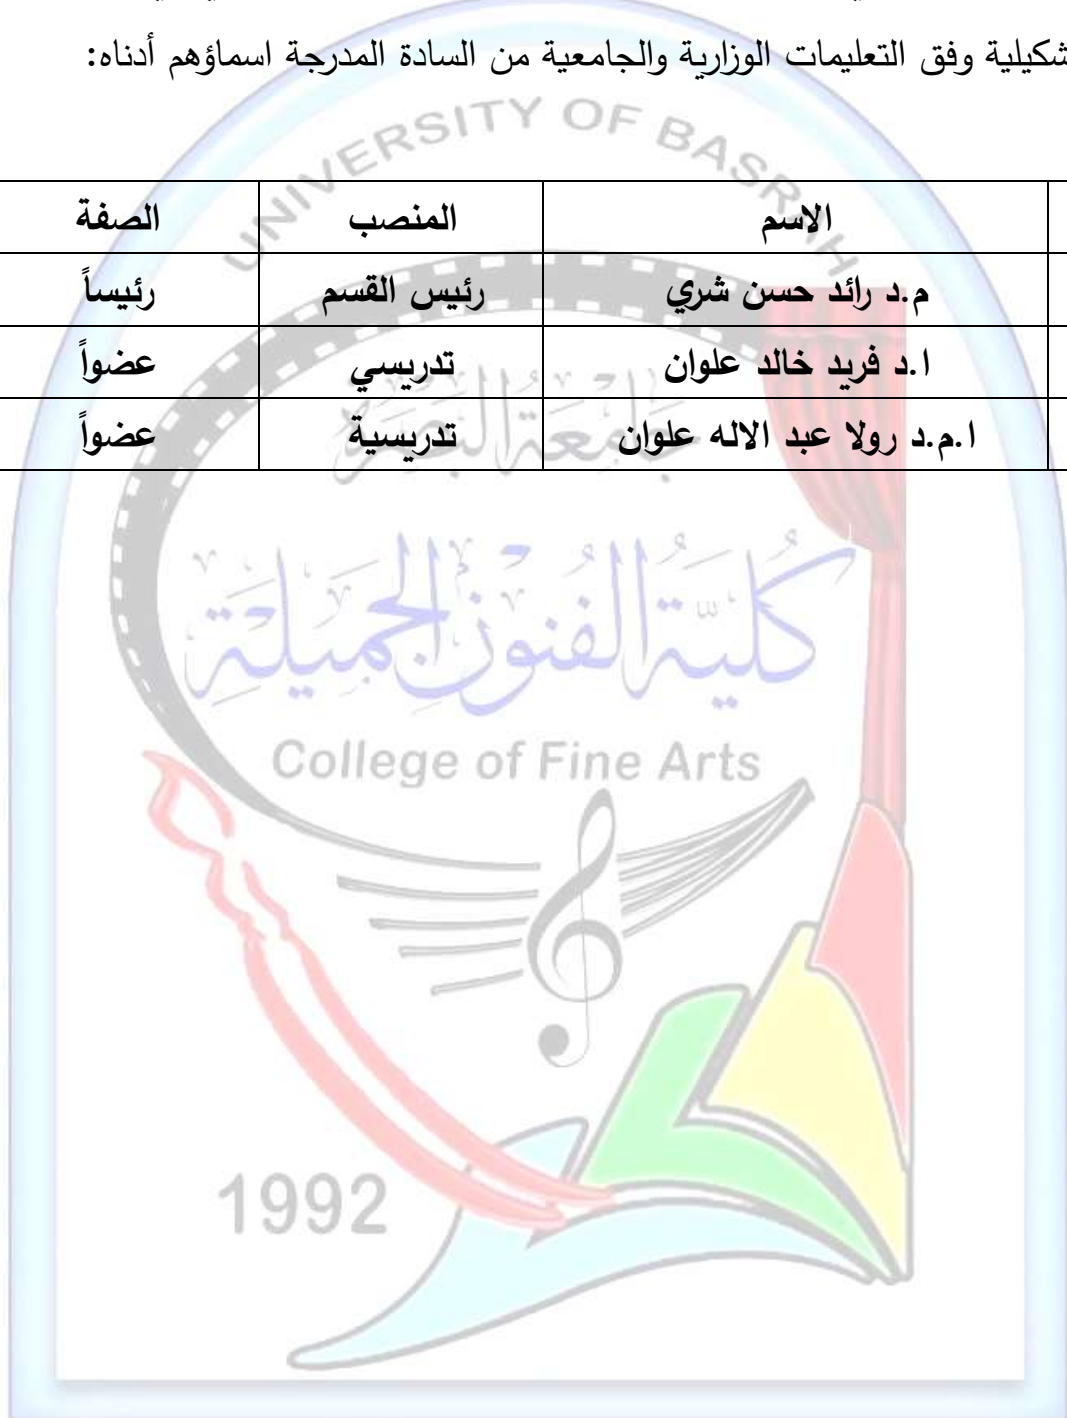 شكيلية وفق التعليمات الوزارية والجامعية من السادة المدرجة اسماؤهم أدناه:
UNIVERSITY OF BASRAH
الاسم المنصب الصفة
م.د رائد حسن شري رئيس القسم رئيساً
ا.د فريد خالد علوان تدريسي عضواً
ا.م.د رولا عبد الاله علوان تدريسية عضواً
جامعة البصرة
كلية الفنون الجميلة
College of Fine Arts
1992